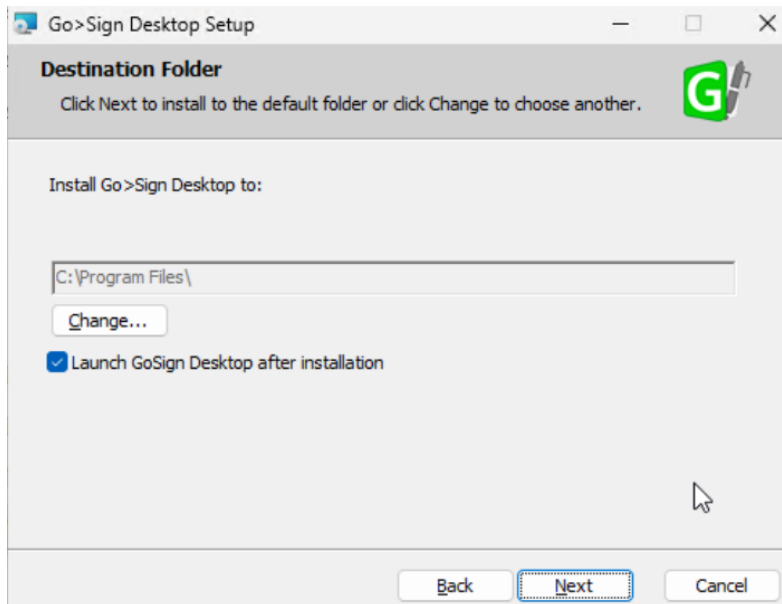 Go>Sign Desktop Setup
Destination Folder
Click Next to install to the default folder or click Change to choose another.
G
Install Go>Sign Desktop to:
C:\Program Files\
Change...
Launch GoSign Desktop after installation
Back Next Cancel